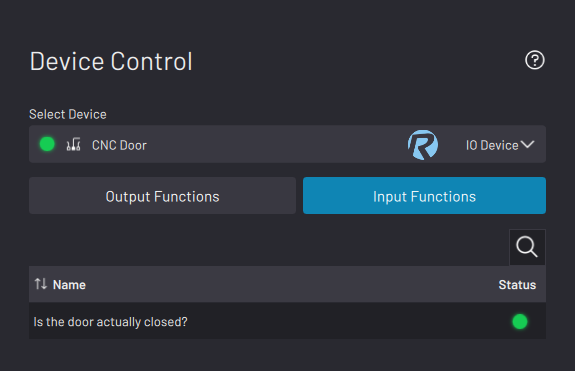 Device Control
Select Device
CNC Door
IO Device
Output Functions
Input Functions
Name
Status
Is the door actually closed?